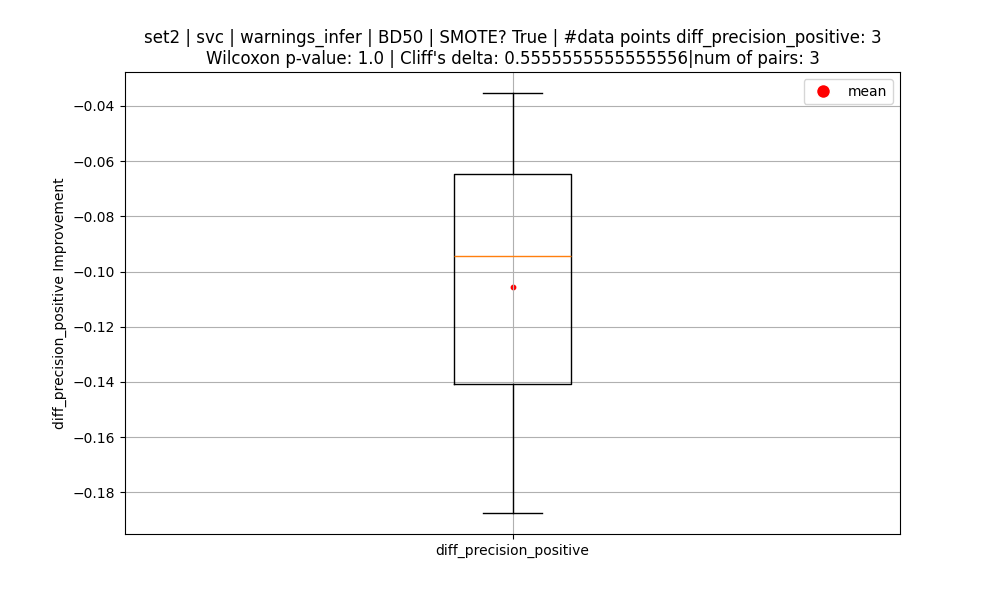 set2 | svc | warnings_infer | BD50 | SMOTE? True | #data points diff_precision_positive: 3
Wilcoxon p-value: 1.0 | Cliff's delta: 0.5555555555555556|num of pairs: 3
mean
diff_precision_positive Improvement
−0.04
−0.06
−0.08
−0.10
−0.12
−0.14
−0.16
−0.18
diff_precision_positive